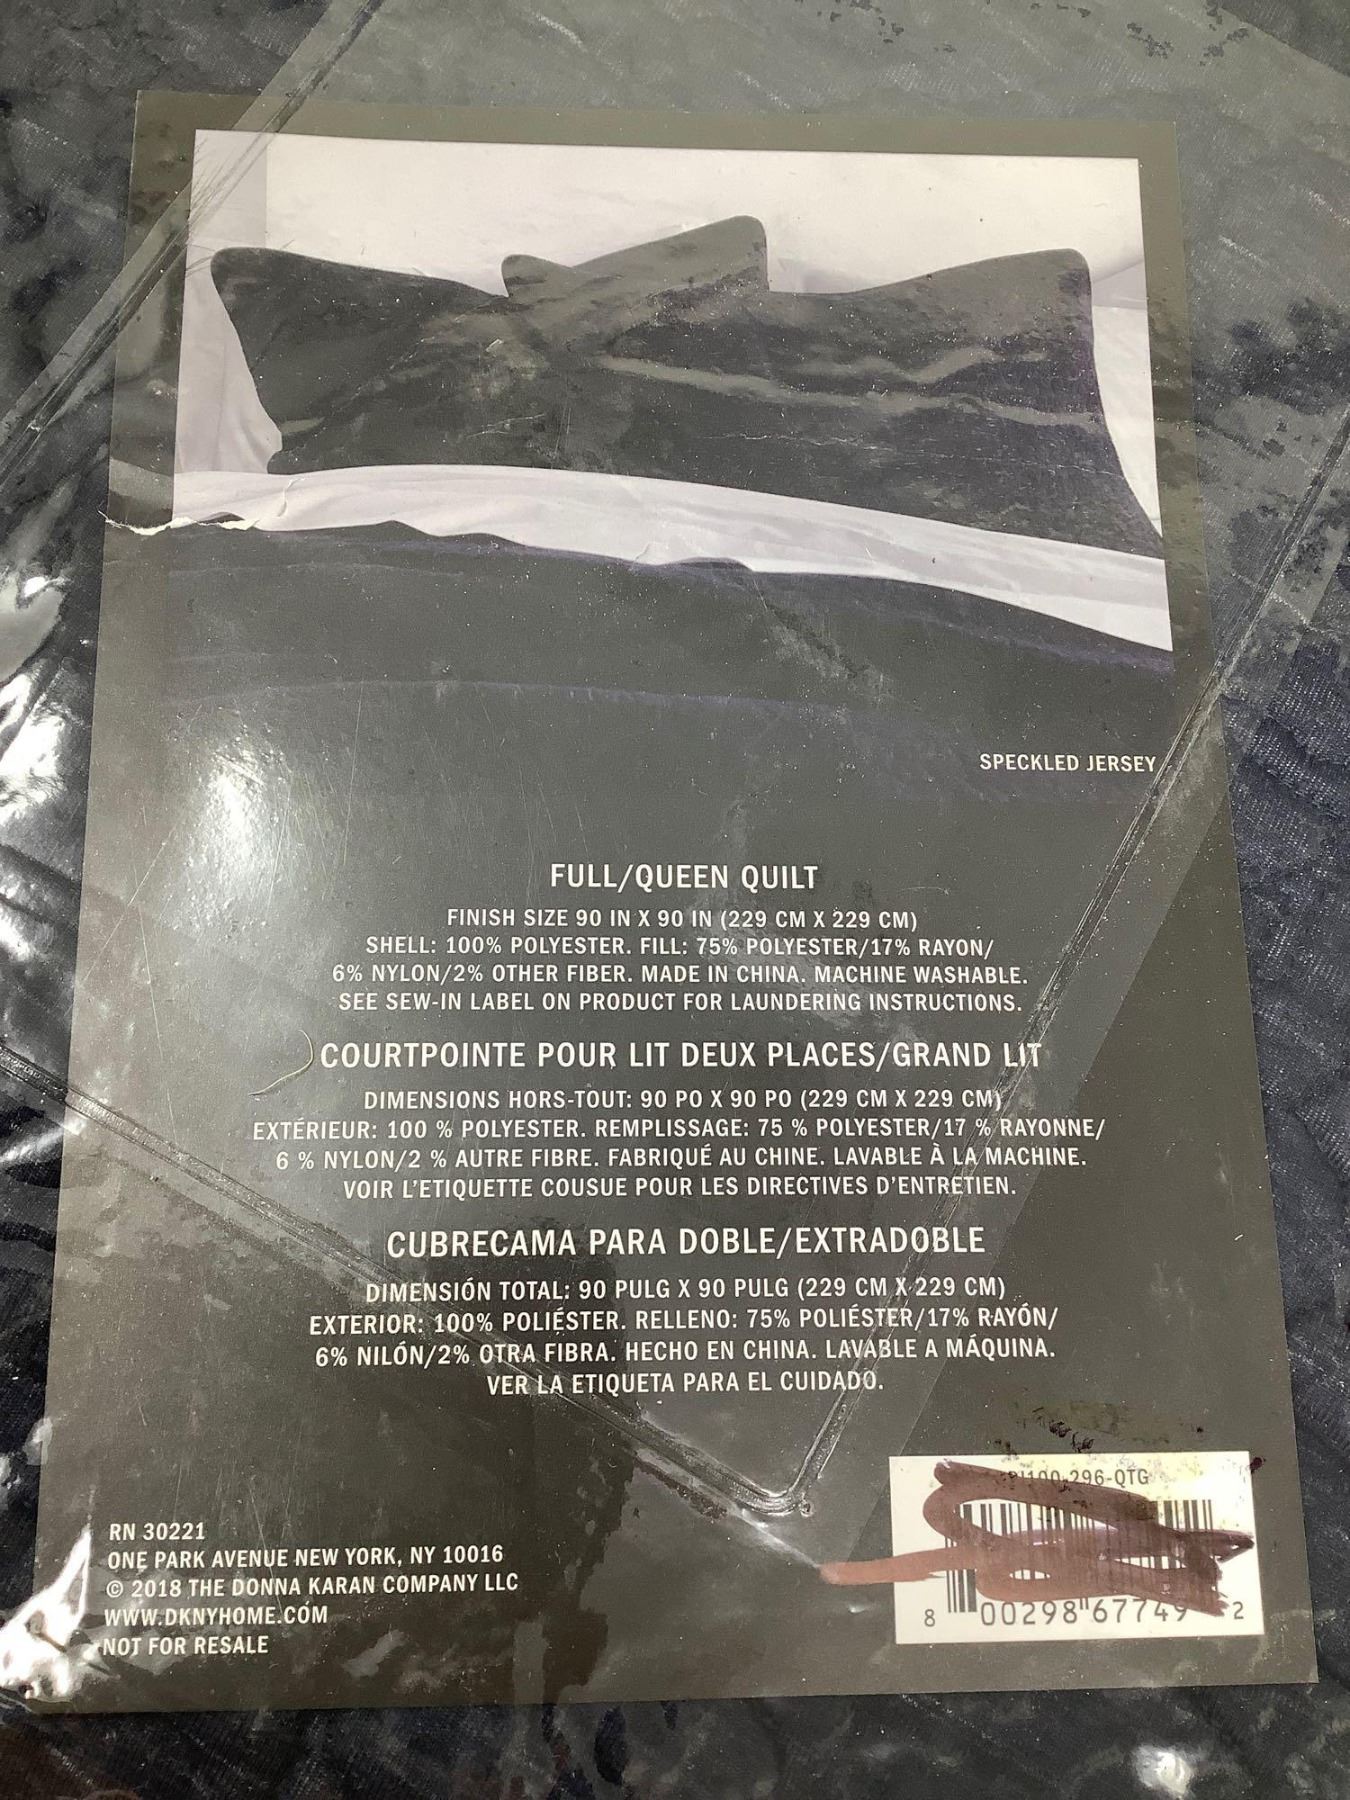 SPECKLED JERSEY
FULL/QUEEN QUILT
FINISH SIZE 90 IN X 90 IN (229 CM X 229 CM)
SHELL: 100% POLYESTER. FILL: 75% POLYESTER/17% RAYON/
6% NYLON/2% OTHER FIBER. MADE IN CHINA. MACHINE WASHABLE.
SEE SEW-IN LABEL ON PRODUCT FOR LAUNDERING INSTRUCTIONS.
COURTPOINTE POUR LIT DEUX PLACES/GRAND LIT
DIMENSIONS HORS-TOUT: 90 PO X 90 PO (229 CM X 229 CM)
EXTÉRIEUR: 100 % POLYESTER. REMPLISSAGE: 75 % POLYESTER/17 % RAYONNE/
6 % NYLON/2 % AUTRE FIBRE. FABRIQUÉ AU CHINE. LAVABLE À LA MACHINE.
VOIR L'ETIQUETTE COUSUE POUR LES DIRECTIVES D'ENTRETIEN.
CUBRECAMA PARA DOBLE/EXTRADOBLE
DIMENSIÓN TOTAL: 90 PULG X 90 PULG (229 CM X 229 CM)
EXTERIOR: 100% POLIÉSTER. RELLENO: 75% POLIÉSTER/17% RAYÓN/
6% NILÓN/2% OTRA FIBRA. HECHO EN CHINA. LAVABLE A MÁQUINA.
VER LA ETIQUETA PARA EL CUIDADO.
RN 30221
ONE PARK AVENUE NEW YORK, NY 10016
© 2018 THE DONNA KARAN COMPANY LLC
WWW.DKNYHOME.COM
NOT FOR RESALE
8 00298 67749 2